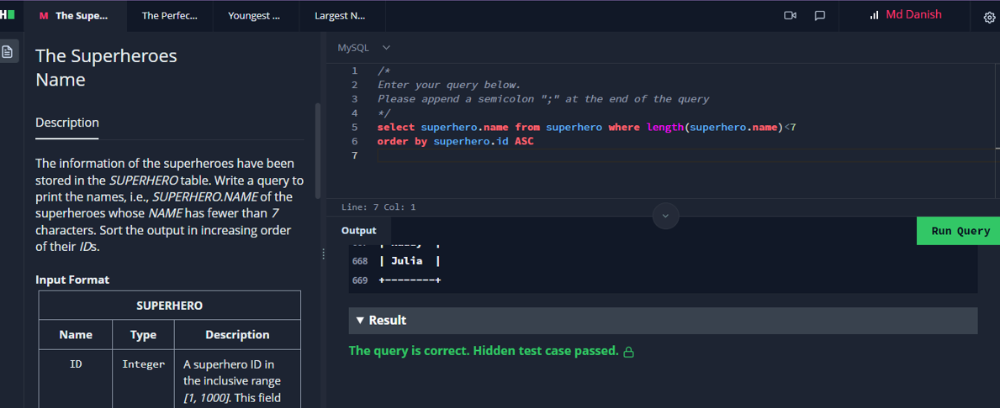 H
M The Supe...
The Perfec...
Youngest ...
Largest N...
Md Danish
The Superheroes
Name
Description
The information of the superheroes have been
stored in the SUPERHERO table. Write a query to
print the names, i.e., SUPERHERO.NAME of the
superheroes whose NAME has fewer than 7
characters. Sort the output in increasing order
of their IDs.
Input Format
SUPERHERO
Name Type Description
ID Integer A superhero ID in
the inclusive range
[1, 1000]. This field
MySQL
1 /*
2 Enter your query below.
3 Please append a semicolon ";" at the end of the query
4 */
5 select superhero.name from superhero where length(superhero.name)<7
6 order by superhero.id ASC
7
Line: 7 Col: 1
Output
Run Query
668 | Julia |
669 +--------+
▼ Result
The query is correct. Hidden test case passed.